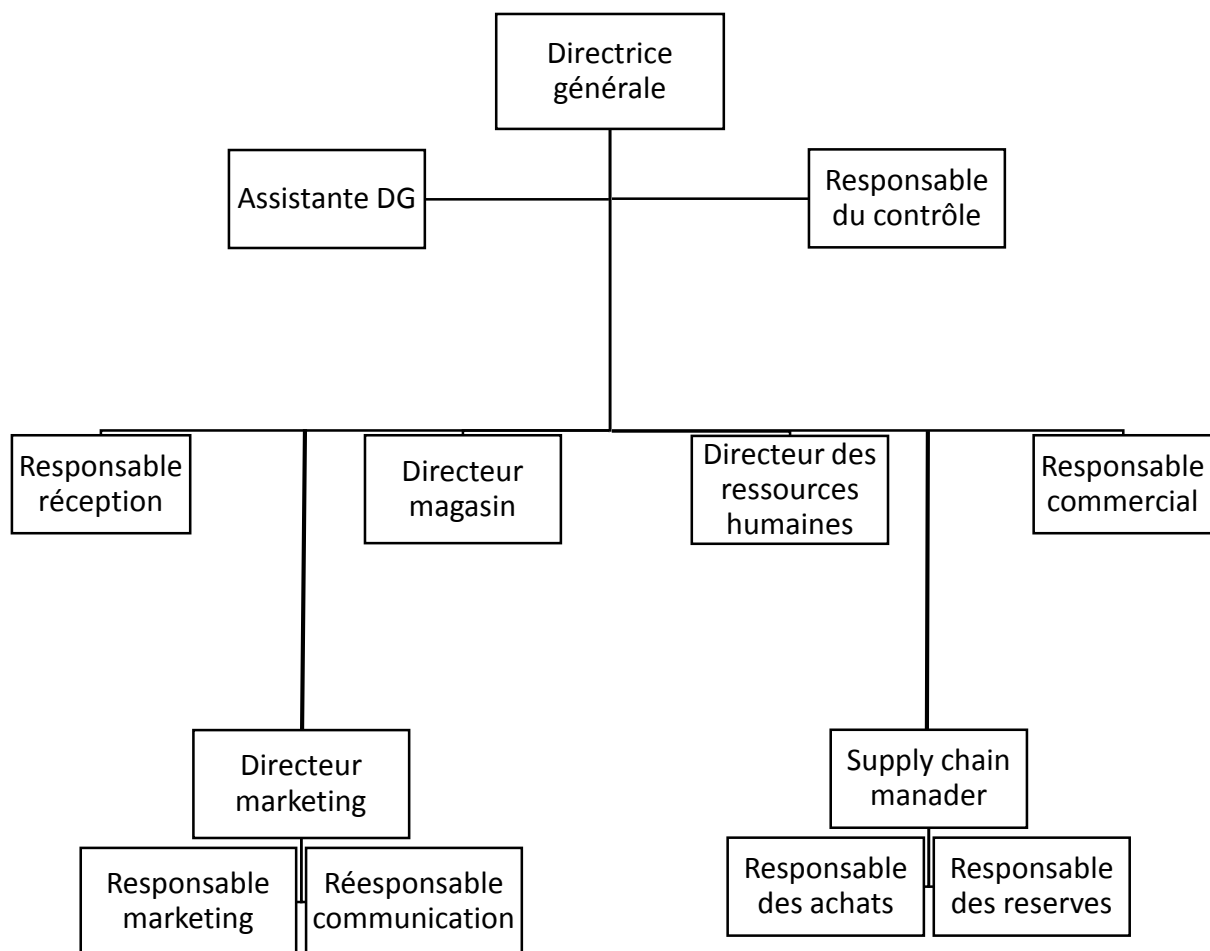 Directrice
générale
Assistante DG
Responsable
du contrôle
Responsable
réception
Directeur
magasin
Directeur des
ressources
humaines
Responsable
commercial
Directeur
marketing
Supply chain
manader
Responsable
marketing
Réesponsable
communication
Responsable
des achats
Responsable
des reserves